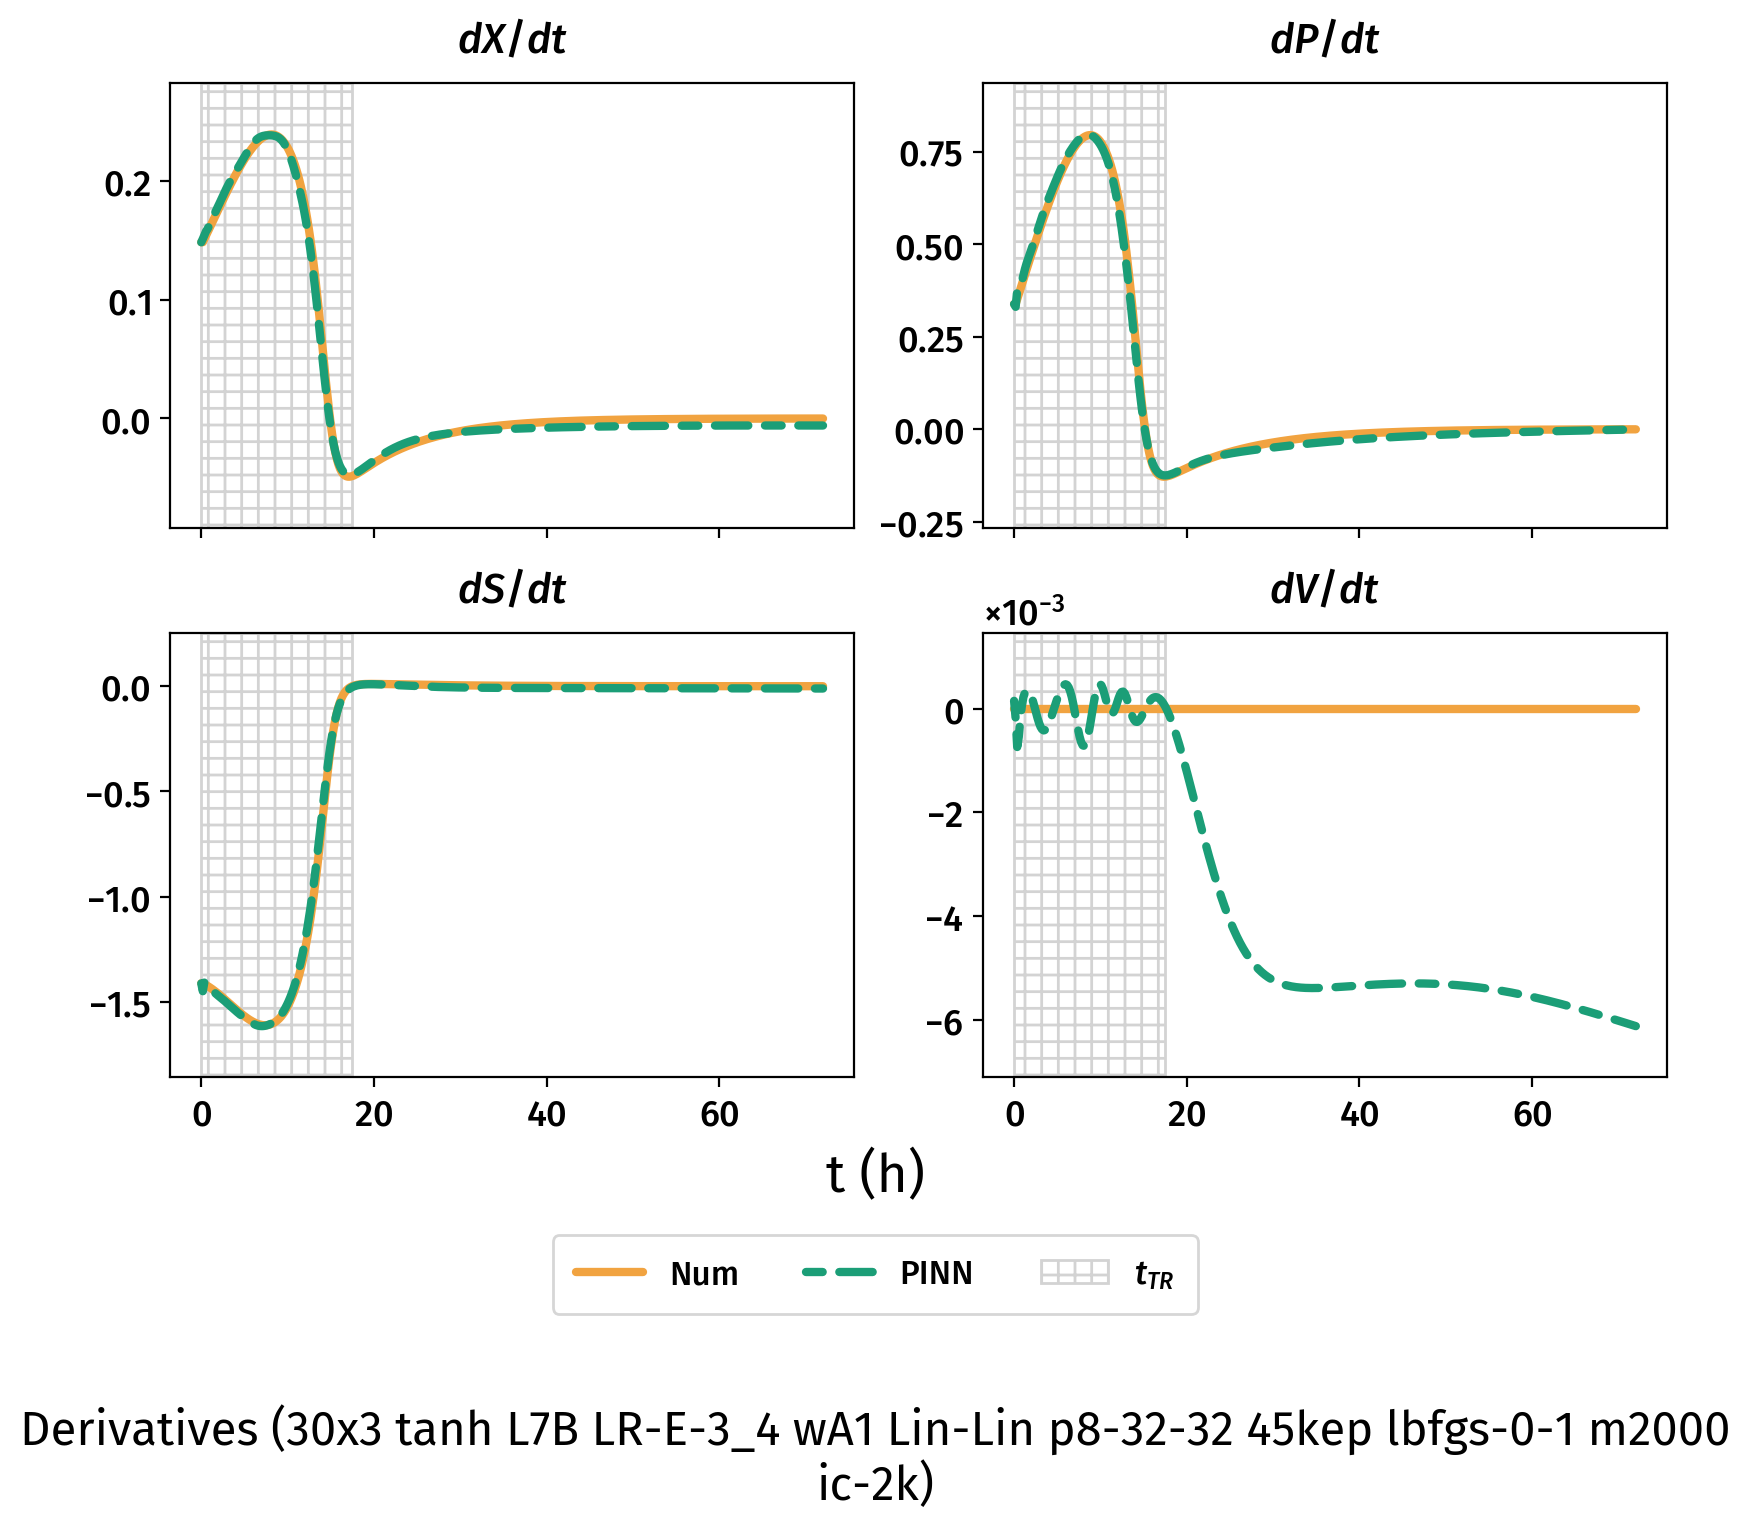 dX/dt
dP/dt
0.2
0.1
0.0
0.75
0.50
0.25
0.00
−0.25
dS/dt
dV/dt
×10⁻³
0.0
−0.5
−1.0
−1.5
0
−2
−4
−6
0 20 40 60
0 20 40 60
t (h)
Num PINN t_TR
Derivatives (30x3 tanh L7B LR-E-3_4 wA1 Lin-Lin p8-32-32 45kep lbfgs-0-1 m2000
ic-2k)